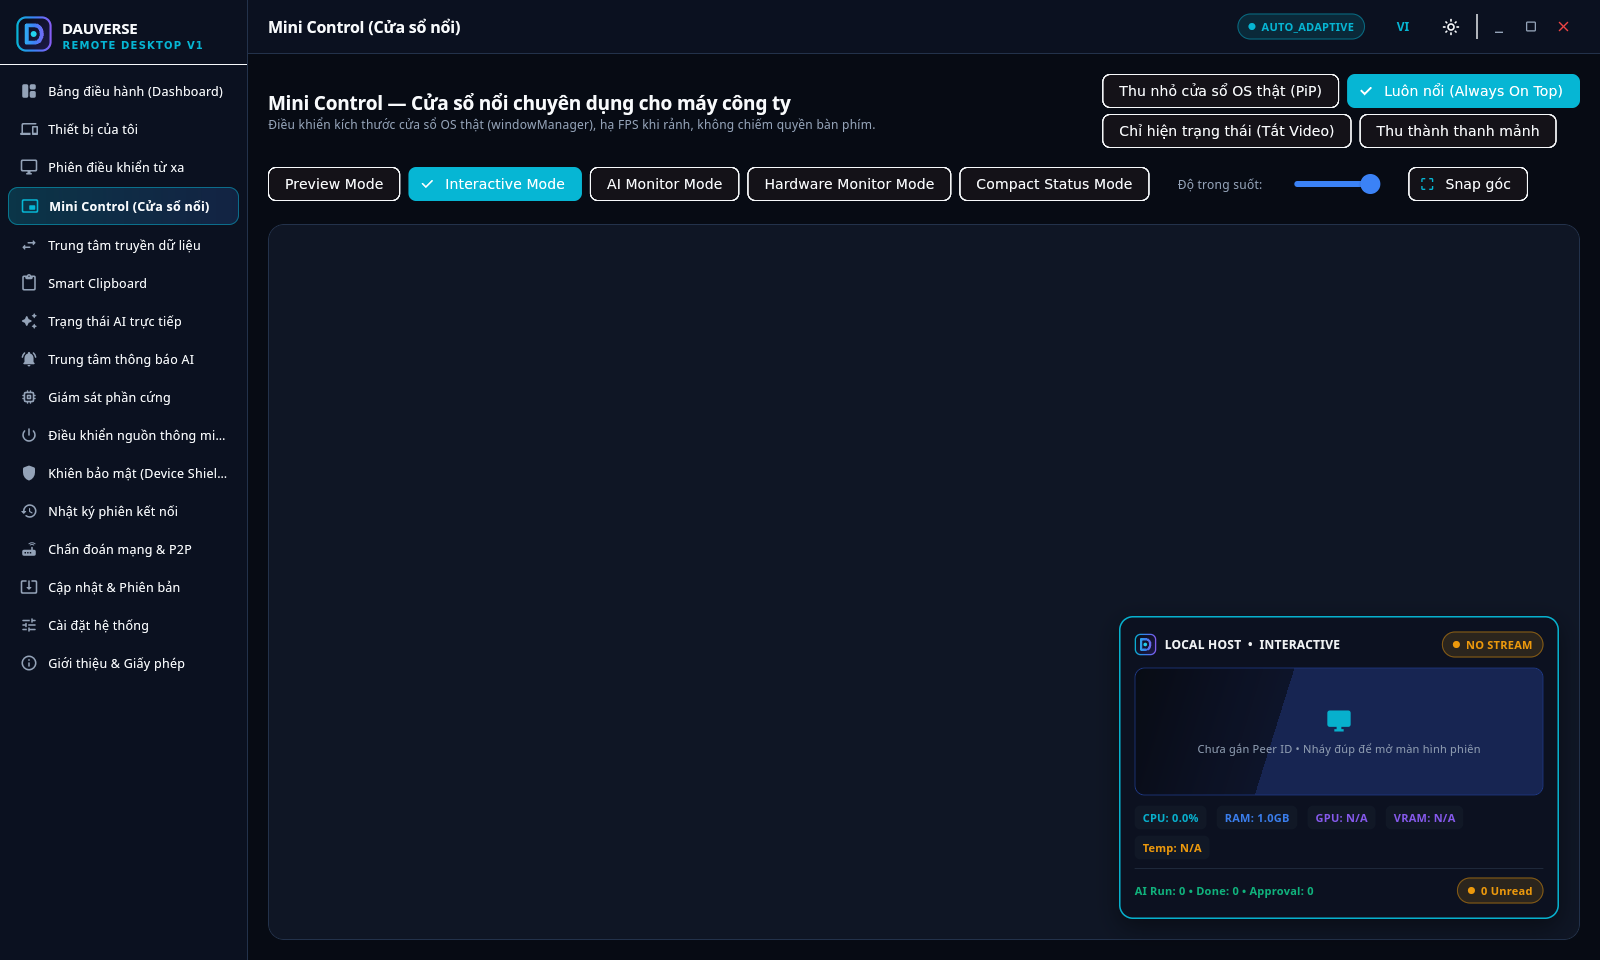 DAUVERSE
REMOTE DESKTOP V1
Mini Control (Cửa sổ nổi)
AUTO_ADAPTIVE
VI
Bảng điều hành (Dashboard)
Thiết bị của tôi
Phiên điều khiển từ xa
Mini Control (Cửa sổ nổi)
Trung tâm truyền dữ liệu
Smart Clipboard
Trạng thái AI trực tiếp
Trung tâm thông báo AI
Giám sát phần cứng
Điều khiển nguồn thông mi...
Khiên bảo mật (Device Shiel...
Nhật ký phiên kết nối
Chẩn đoán mạng & P2P
Cập nhật & Phiên bản
Cài đặt hệ thống
Giới thiệu & Giấy phép
Mini Control — Cửa sổ nổi chuyên dụng cho máy công ty
Điều khiển kích thước cửa sổ OS thật (windowManager), hạ FPS khi rảnh, không chiếm quyền bàn phím.
Thu nhỏ cửa sổ OS thật (PiP)
Luôn nổi (Always On Top)
Chỉ hiện trạng thái (Tắt Video)
Thu thành thanh mảnh
Preview Mode
Interactive Mode
AI Monitor Mode
Hardware Monitor Mode
Compact Status Mode
Độ trong suốt:
Snap góc
LOCAL HOST • INTERACTIVE
NO STREAM
Chưa gắn Peer ID • Nháy đúp để mở màn hình phiên
CPU: 0.0%
RAM: 1.0GB
GPU: N/A
VRAM: N/A
Temp: N/A
AI Run: 0 • Done: 0 • Approval: 0
0 Unread